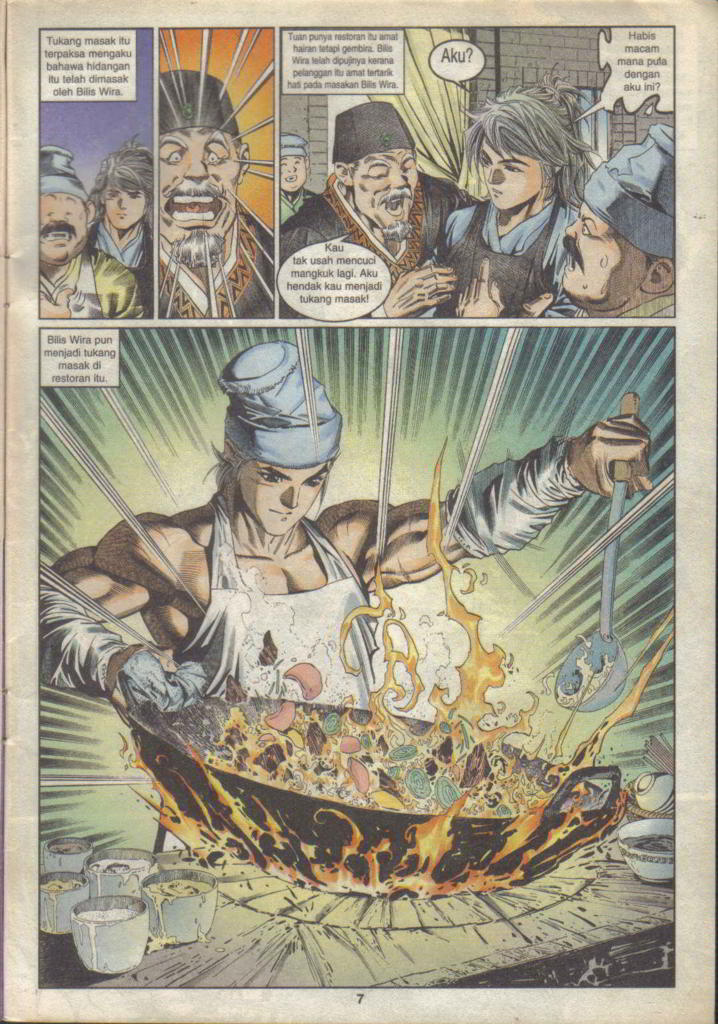 Tukang masak itu
terpaksa mengaku
bahawa hidangan
itu telah dimasak
oleh Bilis Wira.
Tuan punya restoran itu amat
hairan tetapi gembira. Bilis
Wira telah dipujinya kerana
pelanggan itu amat tertarik
hati pada masakan Bilis Wira.
Aku?
Habis
macam
mana pula
dengan
aku ini?
Kau
tak usah mencuci
mangkuk lagi. Aku
hendak kau menjadi
tukang masak!
Bilis Wira pun
menjadi tukang
masak di
restoran itu.
7